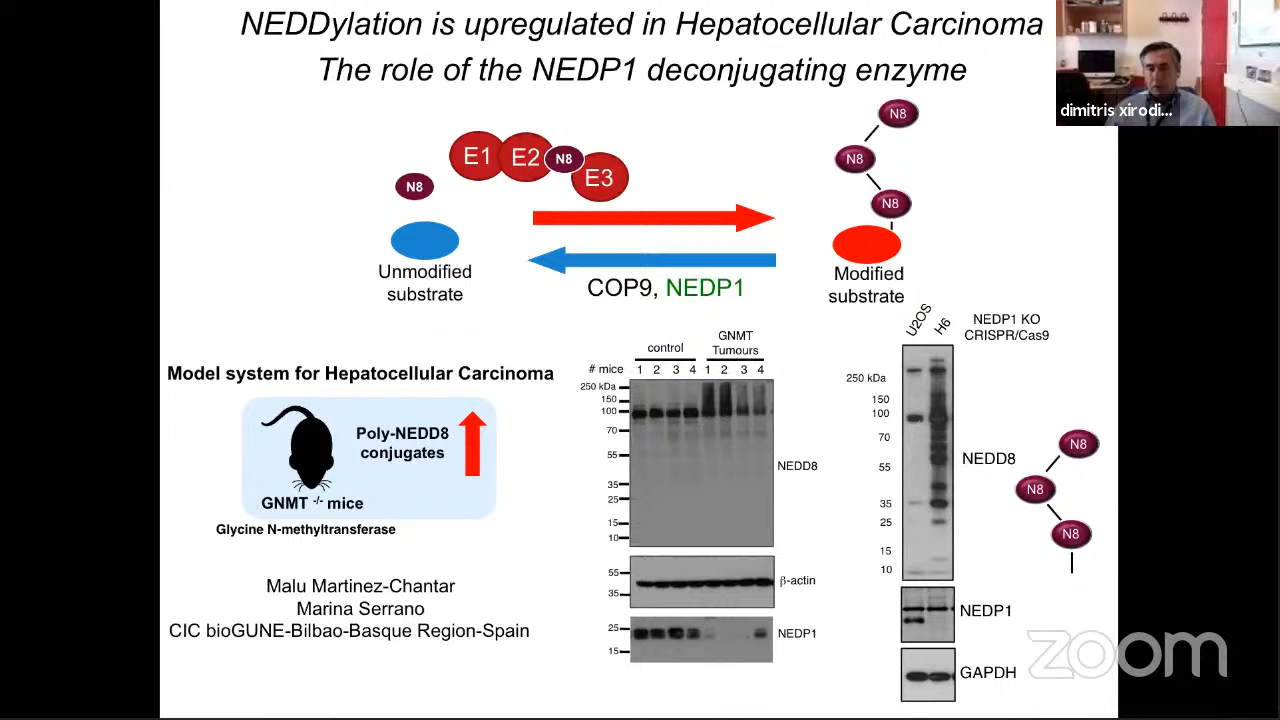 NEDDylation is upregulated in Hepatocellular Carcinoma
The role of the NEDP1 deconjugating enzyme
dimitris xirodi...
N8
E1
E2
N8
E3
N8
N8
N8
Unmodified
substrate
COP9, NEDP1
Modified
substrate
Model system for Hepatocellular Carcinoma
Poly-NEDD8
conjugates
GNMT -/- mice
Glycine N-methyltransferase
Malu Martinez-Chantar
Marina Serrano
CIC bioGUNE-Bilbao-Basque Region-Spain
control
GNMT
Tumours
# mice 1 2 3 4 1 2 3 4
250 kDa
150
100
70
55
35
25
15
10
NEDD8
55
35
β-actin
25
15
NEDP1
U2OS
H6
NEDP1 KO
CRISPR/Cas9
250 kDa
150
100
70
55
35
25
15
10
NEDD8
N8
N8
N8
NEDP1
GAPDH
zoom